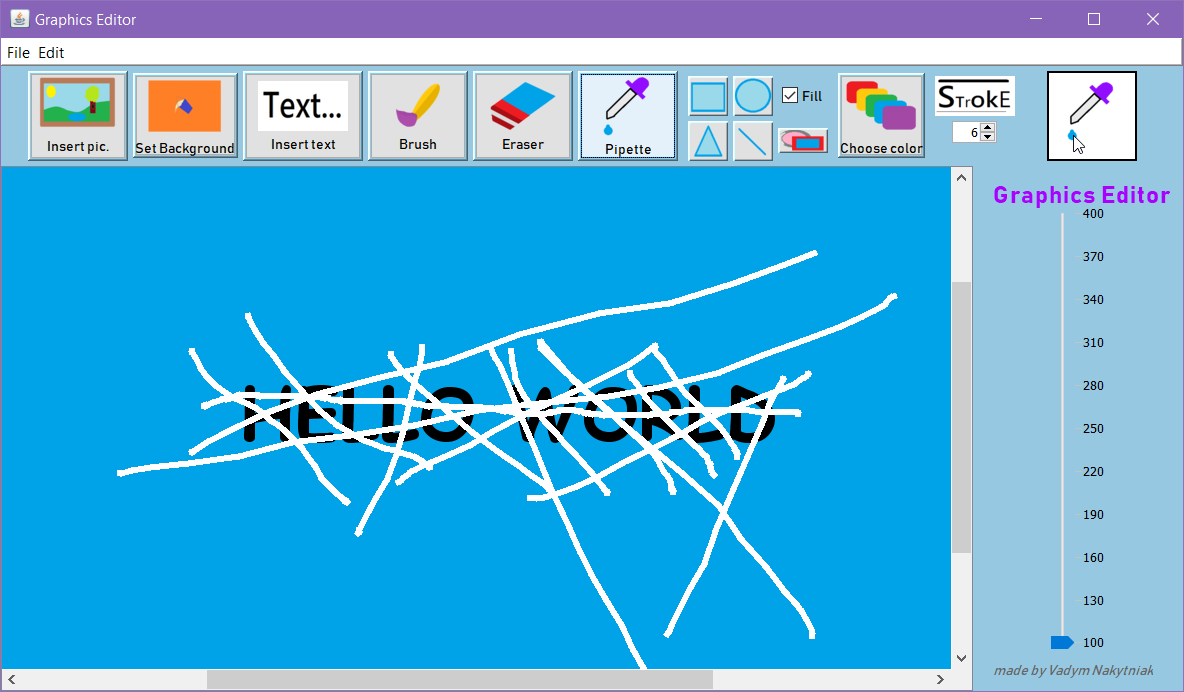 Graphics Editor
File Edit
Insert pic.
Set Background
Text...
Insert text
Brush
Eraser
Pipette
Fill
Choose color
STrOkE
6
Graphics Editor
400
370
340
310
280
250
220
190
160
130
100
HELLO WORLD
made by Vadym Nakytniak